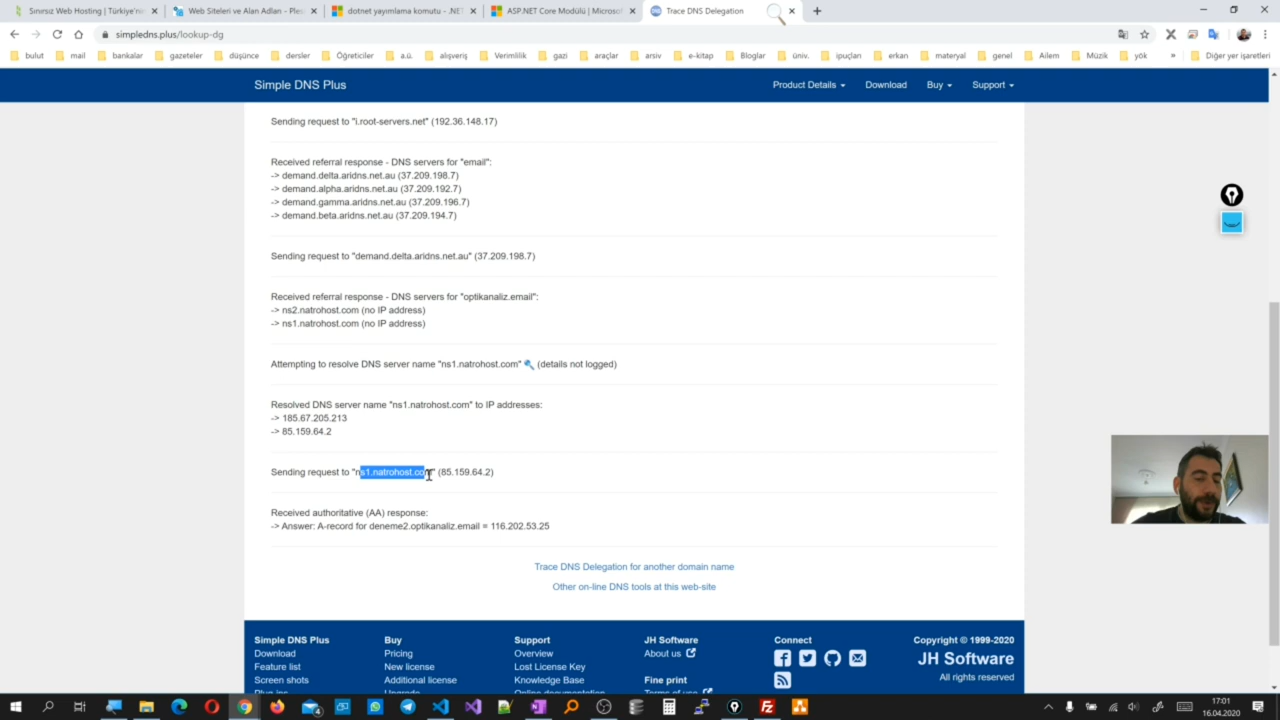 Sınırsız Web Hosting | Türkiye'nin
Web Siteleri ve Alan Adları - Ples
dotnet yayımlama komutu - .NET
ASP.NET Core Modülü | Microsof
Trace DNS Delegation
simpledns.plus/lookup-dg
bulut
mail
bankalar
gazeteler
düşünce
dersler
Öğreticiler
a.ü.
alışveriş
Verimlilik
gazi
araçlar
arsiv
e-kitap
Bloglar
üniv.
ipuçları
erkan
materyal
genel
Ailem
Müzik
yök
»
Diğer yer işaretleri
Simple DNS Plus
Product Details
Download
Buy
Support
Sending request to "i.root-servers.net" (192.36.148.17)
Received referral response - DNS servers for "email":
-> demand.delta.aridns.net.au (37.209.198.7)
-> demand.alpha.aridns.net.au (37.209.192.7)
-> demand.gamma.aridns.net.au (37.209.196.7)
-> demand.beta.aridns.net.au (37.209.194.7)
Sending request to "demand.delta.aridns.net.au" (37.209.198.7)
Received referral response - DNS servers for "optikanaliz.email":
-> ns2.natrohost.com (no IP address)
-> ns1.natrohost.com (no IP address)
Attempting to resolve DNS server name "ns1.natrohost.com" (details not logged)
Resolved DNS server name "ns1.natrohost.com" to IP addresses:
-> 185.67.205.213
-> 85.159.64.2
Sending request to "ns1.natrohost.com" (85.159.64.2)
Received authoritative (AA) response:
-> Answer: A-record for deneme2.optikanaliz.email = 116.202.53.25
Trace DNS Delegation for another domain name
Other on-line DNS tools at this web-site
Simple DNS Plus
Download
Feature list
Screen shots
Plug-ins
Buy
Pricing
New license
Additional license
Upgrade
Support
Overview
Lost License Key
Knowledge Base
Online documentation
JH Software
About us
Fine print
Terms of use
Connect
Copyright © 1999-2020
JH Software
All rights reserved
4
17:01
16.04.2020